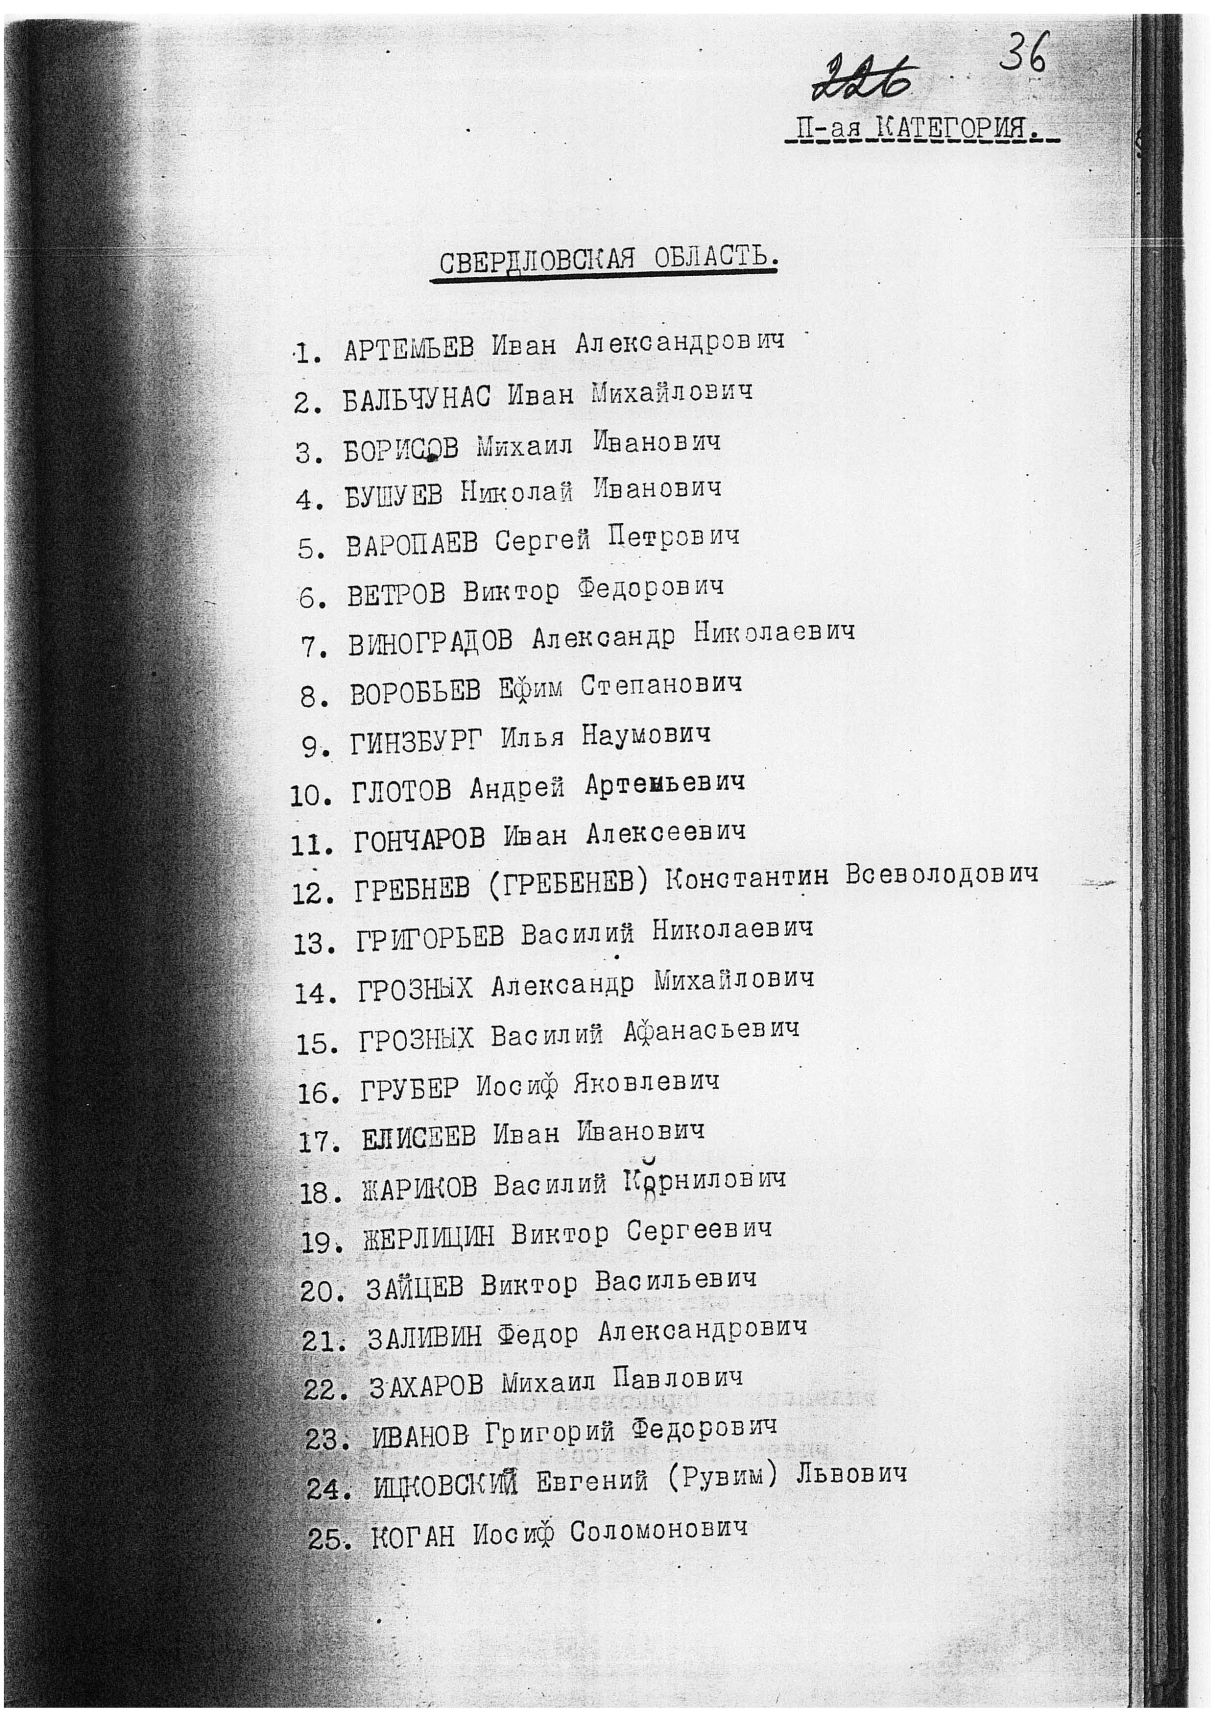 36
226
П-ая КАТЕГОРИЯ.
СВЕРДЛОВСКАЯ ОБЛАСТЬ.
1. АРТЕМЬЕВ Иван Александрович
2. БАЛЬЧУНАС Иван Михайлович
3. БОРИСОВ Михаил Иванович
4. БУШУЕВ Николай Иванович
5. ВАРОПАЕВ Сергей Петрович
6. ВЕТРОВ Виктор Федорович
7. ВИНОГРАДОВ Александр Николаевич
8. ВОРОБЬЕВ Ефим Степанович
9. ГИНЗБУРГ Илья Наумович
10. ГЛОТОВ Андрей Артемьевич
11. ГОНЧАРОВ Иван Алексеевич
12. ГРЕБНЕВ (ГРЕБЕНЕВ) Константин Всеволодович
13. ГРИГОРЬЕВ Василий Николаевич
14. ГРОЗНЫХ Александр Михайлович
15. ГРОЗНЫХ Василий Афанасьевич
16. ГРУБЕР Иосиф Яковлевич
17. ЕЛИСЕЕВ Иван Иванович
18. ЖАРИКОВ Василий Корнилович
19. ЖЕРЛИЦИН Виктор Сергеевич
20. ЗАЙЦЕВ Виктор Васильевич
21. ЗАЛИВИН Федор Александрович
22. ЗАХАРОВ Михаил Павлович
23. ИВАНОВ Григорий Федорович
24. ИЦКОВСКИЙ Евгений (Рувим) Львович
25. КОГАН Иосиф Соломонович